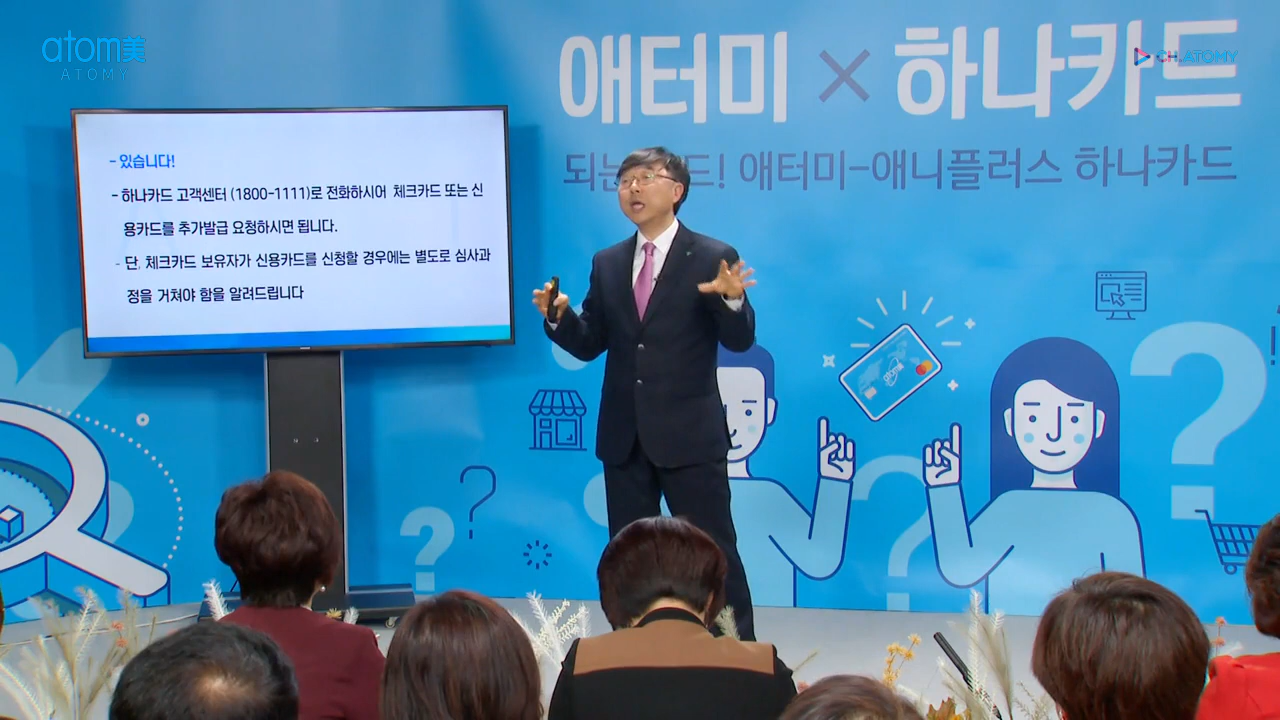 atom美
ATOMY
애터미 × 하나카드
CH.ATOMY
되는 드! 애터미-애니플러스 하나카드
- 있습니다!
- 하나카드 고객센터 (1800-1111)로 전화하시어 체크카드 또는 신
용카드를 추가발급 요청하시면 됩니다.
- 단, 체크카드 보유자가 신용카드를 신청할 경우에는 별도로 심사과
정을 거쳐야 함을 알려드립니다
atom美